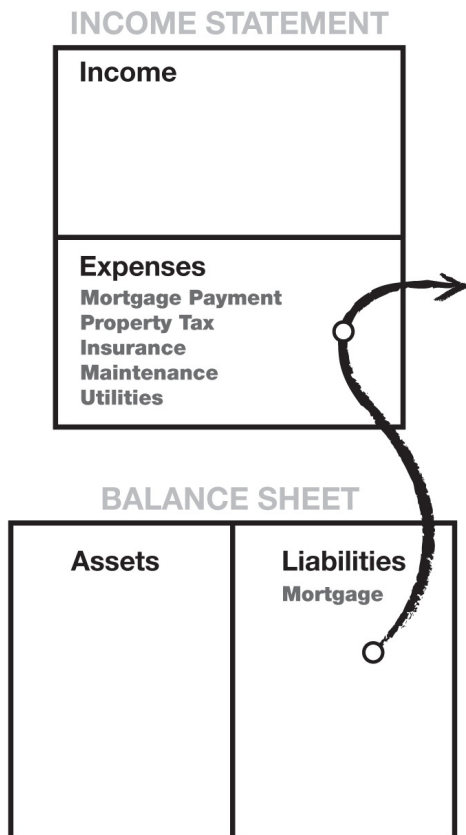 INCOME STATEMENT
Income
Expenses
Mortgage Payment
Property Tax
Insurance
Maintenance
Utilities
BALANCE SHEET
Assets
Liabilities
Mortgage